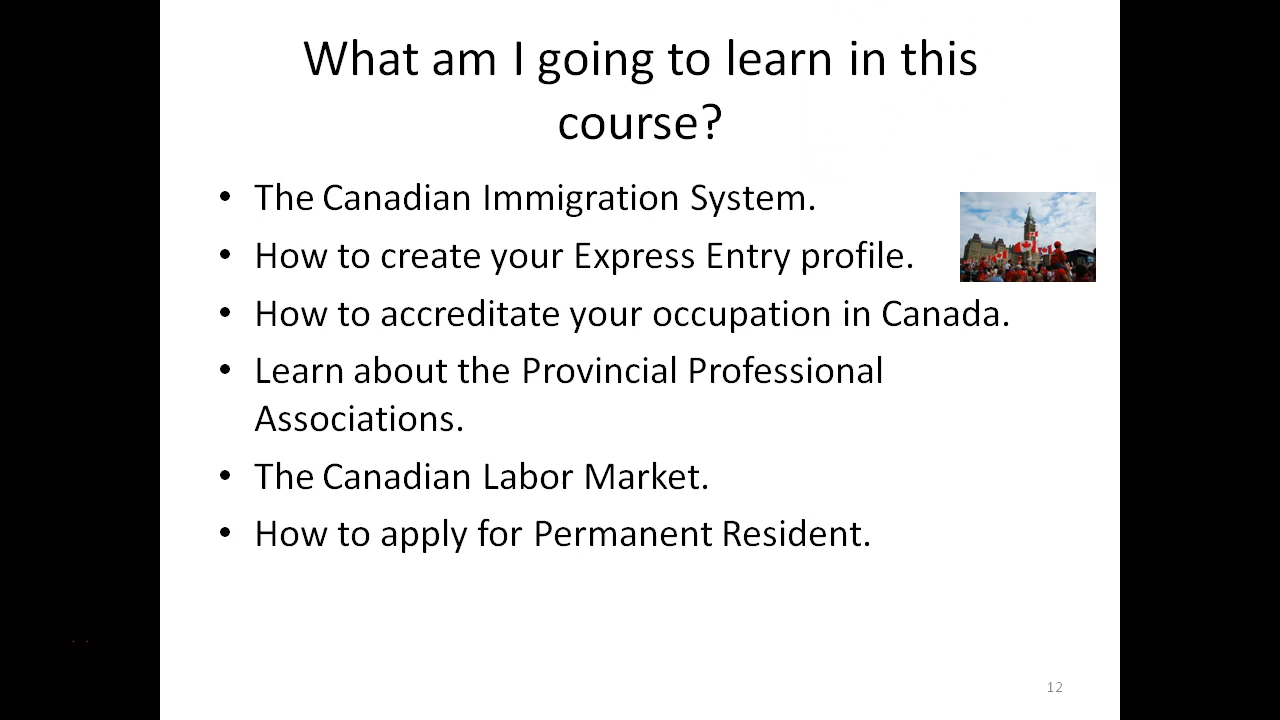 What am I going to learn in this
course?
• The Canadian Immigration System.
• How to create your Express Entry profile.
• How to accreditate your occupation in Canada.
• Learn about the Provincial Professional
Associations.
• The Canadian Labor Market.
• How to apply for Permanent Resident.
12